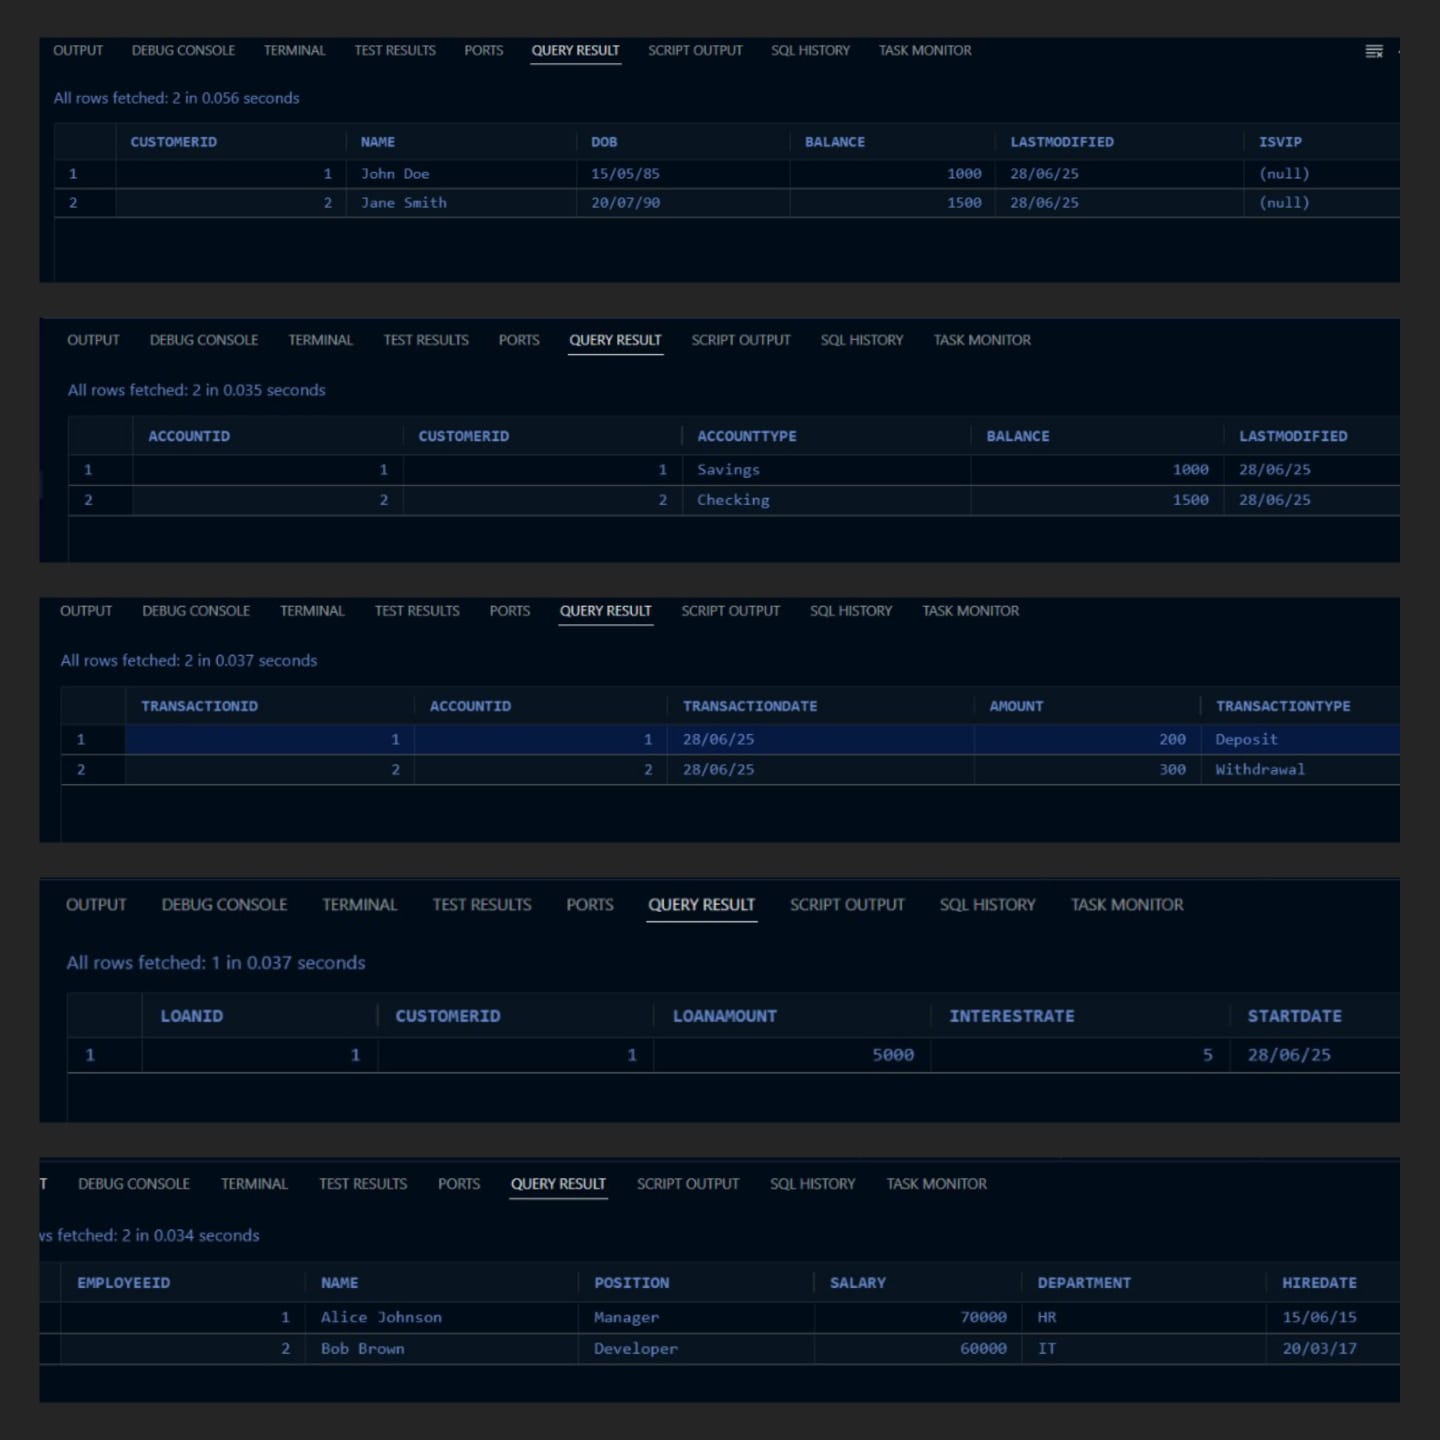 OUTPUT DEBUG CONSOLE TERMINAL TEST RESULTS PORTS QUERY RESULT SCRIPT OUTPUT SQL HISTORY TASK MONITOR
All rows fetched: 2 in 0.056 seconds
CUSTOMERID NAME DOB BALANCE LASTMODIFIED ISVIP
1 1 John Doe 15/05/85 1000 28/06/25 (null)
2 2 Jane Smith 20/07/90 1500 28/06/25 (null)
OUTPUT DEBUG CONSOLE TERMINAL TEST RESULTS PORTS QUERY RESULT SCRIPT OUTPUT SQL HISTORY TASK MONITOR
All rows fetched: 2 in 0.035 seconds
ACCOUNTID CUSTOMERID ACCOUNTTYPE BALANCE LASTMODIFIED
1 1 1 Savings 1000 28/06/25
2 2 2 Checking 1500 28/06/25
OUTPUT DEBUG CONSOLE TERMINAL TEST RESULTS PORTS QUERY RESULT SCRIPT OUTPUT SQL HISTORY TASK MONITOR
All rows fetched: 2 in 0.037 seconds
TRANSACTIONID ACCOUNTID TRANSACTIONDATE AMOUNT TRANSACTIONTYPE
1 1 1 28/06/25 200 Deposit
2 2 2 28/06/25 300 Withdrawal
OUTPUT DEBUG CONSOLE TERMINAL TEST RESULTS PORTS QUERY RESULT SCRIPT OUTPUT SQL HISTORY TASK MONITOR
All rows fetched: 1 in 0.037 seconds
LOANID CUSTOMERID LOANAMOUNT INTERESTRATE STARTDATE
1 1 1 5000 5 28/06/25
T DEBUG CONSOLE TERMINAL TEST RESULTS PORTS QUERY RESULT SCRIPT OUTPUT SQL HISTORY TASK MONITOR
ws fetched: 2 in 0.034 seconds
EMPLOYEEID NAME POSITION SALARY DEPARTMENT HIREDATE
1 Alice Johnson Manager 70000 HR 15/06/15
2 Bob Brown Developer 60000 IT 20/03/17